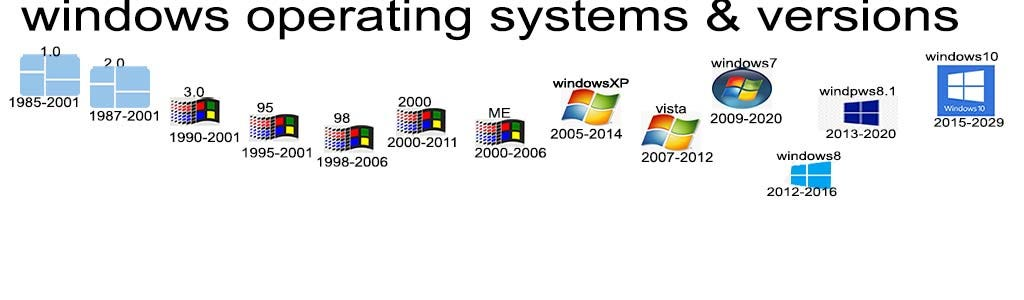 windows operating systems & versions
1.0
1985-2001
2.0
1987-2001
3.0
1990-2001
95
1995-2001
98
1998-2006
2000
2000-2011
ME
2000-2006
windowsXP
2005-2014
vista
2007-2012
windows7
2009-2020
windows8
2012-2016
windpws8.1
2013-2020
windows10
Windows 10
2015-2029